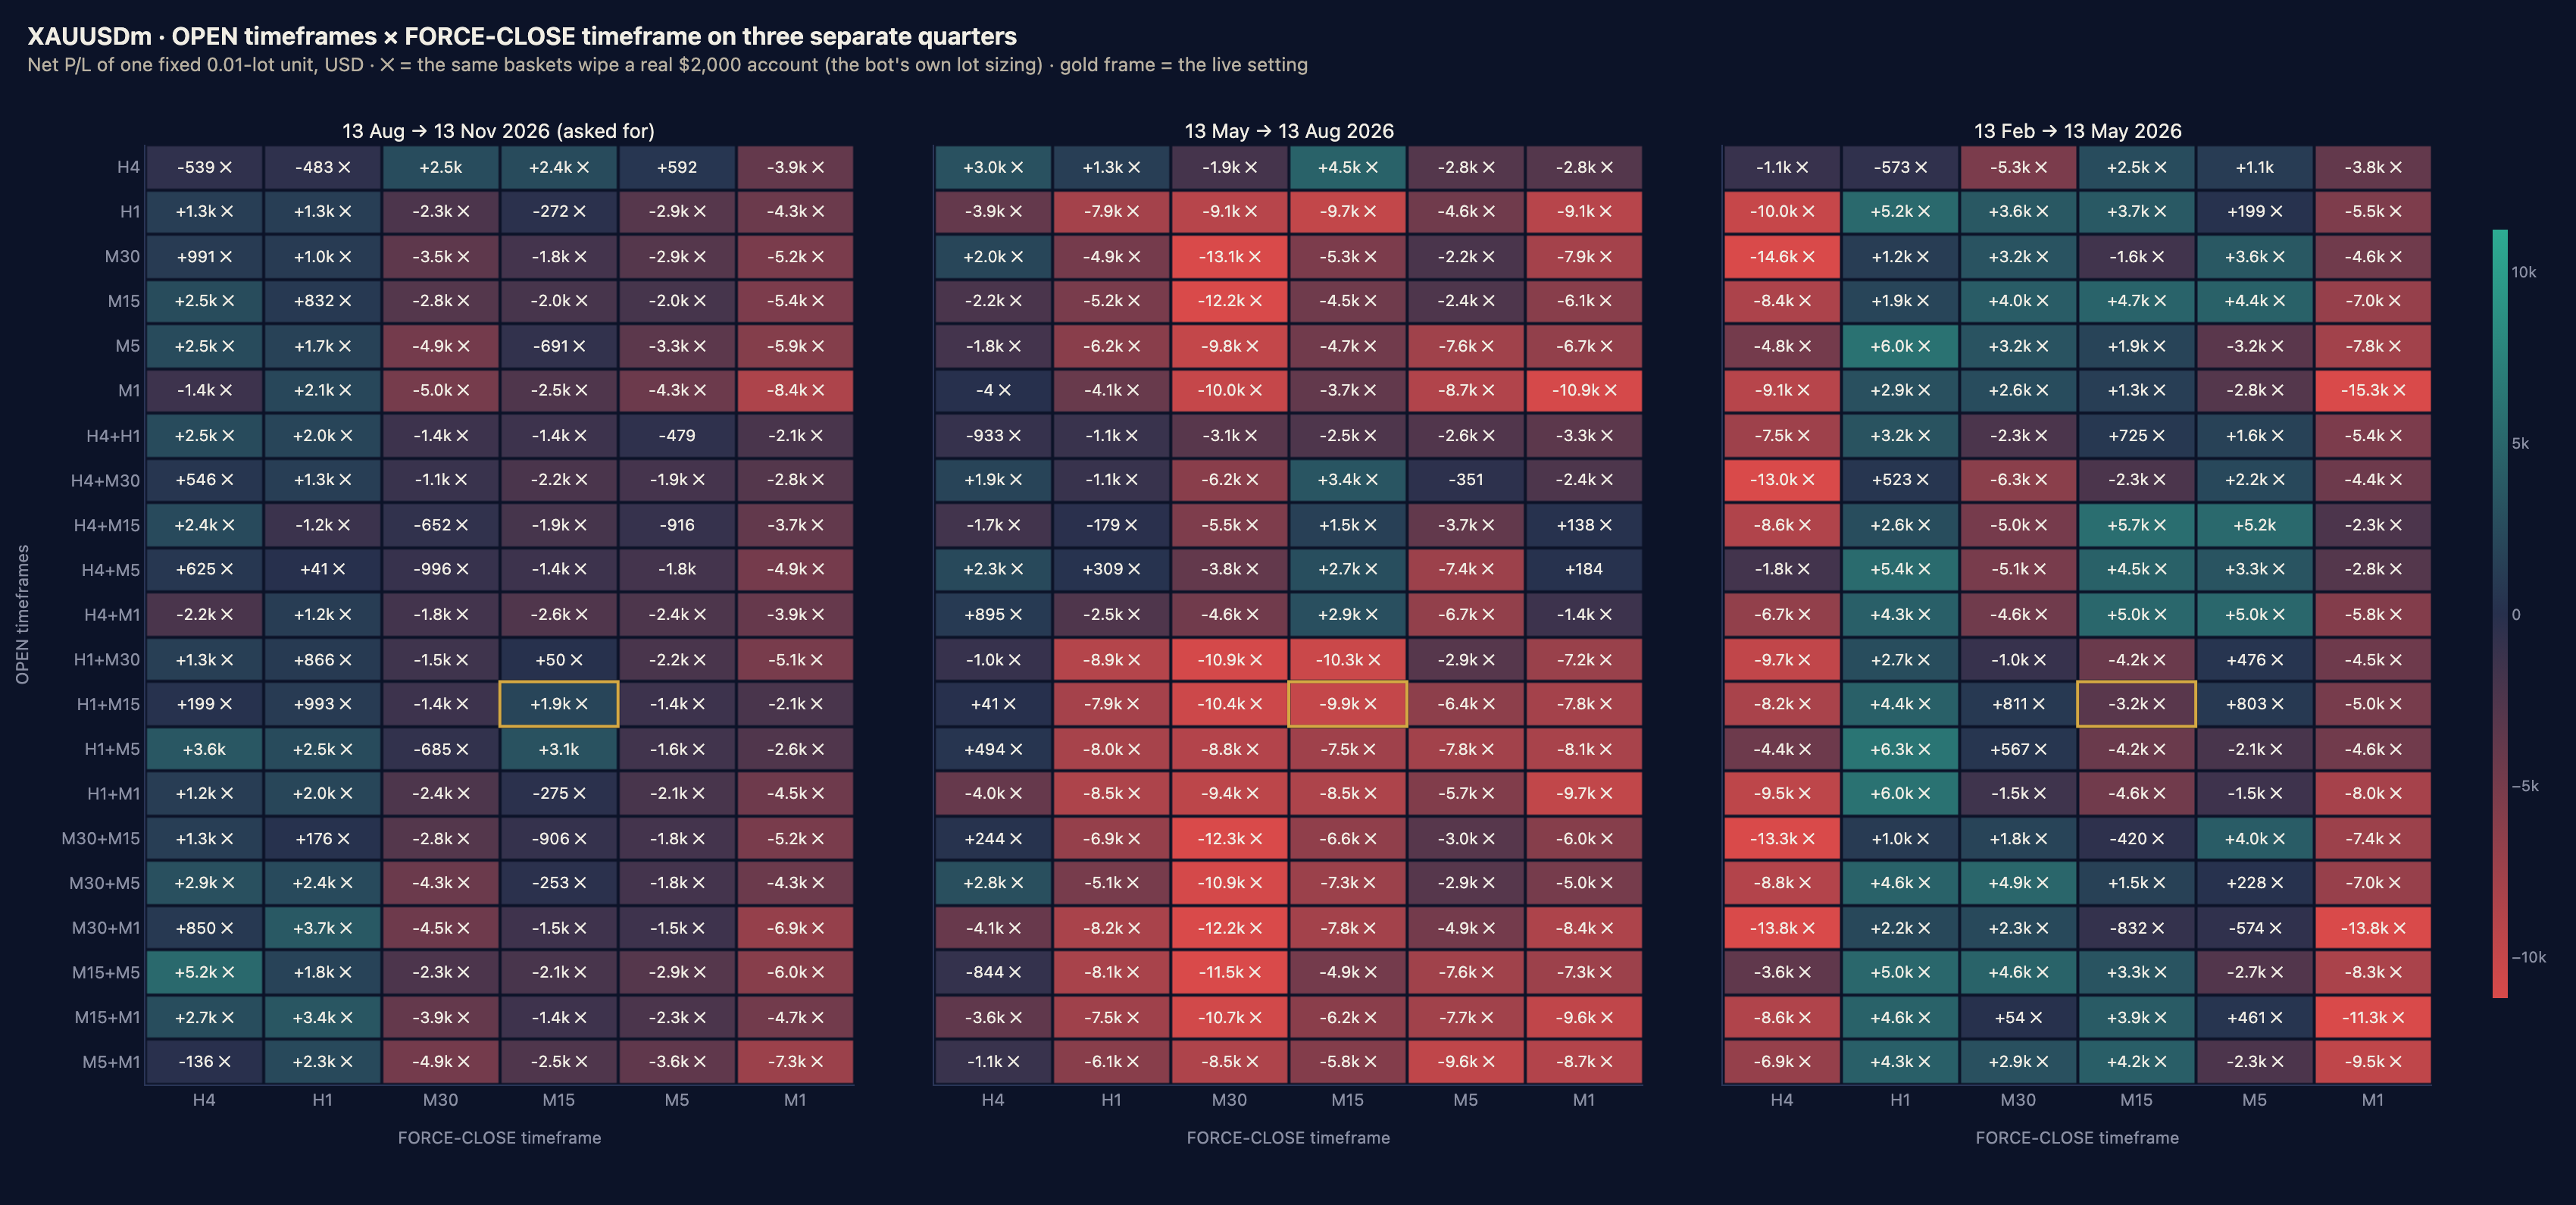 XAUUSDm · OPEN timeframes × FORCE-CLOSE timeframe on three separate quarters
Net P/L of one fixed 0.01-lot unit, USD · ✕ = the same baskets wipe a real $2,000 account (the bot's own lot sizing) · gold frame = the live setting
13 Aug → 13 Nov 2026 (asked for)
13 May → 13 Aug 2026
13 Feb → 13 May 2026
OPEN timeframes
H4 -539 ✕ -483 ✕ +2.5k +2.4k ✕ +592 -3.9k ✕ +3.0k ✕ +1.3k ✕ -1.9k ✕ +4.5k ✕ -2.8k ✕ -2.8k ✕ -1.1k ✕ -573 ✕ -5.3k ✕ +2.5k ✕ +1.1k -3.8k ✕
H1 +1.3k ✕ +1.3k ✕ -2.3k ✕ -272 ✕ -2.9k ✕ -4.3k ✕ -3.9k ✕ -7.9k ✕ -9.1k ✕ -9.7k ✕ -4.6k ✕ -9.1k ✕ -10.0k ✕ +5.2k ✕ +3.6k ✕ +3.7k ✕ +199 ✕ -5.5k ✕
M30 +991 ✕ +1.0k ✕ -3.5k ✕ -1.8k ✕ -2.9k ✕ -5.2k ✕ +2.0k ✕ -4.9k ✕ -13.1k ✕ -5.3k ✕ -2.2k ✕ -7.9k ✕ -14.6k ✕ +1.2k ✕ +3.2k ✕ -1.6k ✕ +3.6k ✕ -4.6k ✕
M15 +2.5k ✕ +832 ✕ -2.8k ✕ -2.0k ✕ -2.0k ✕ -5.4k ✕ -2.2k ✕ -5.2k ✕ -12.2k ✕ -4.5k ✕ -2.4k ✕ -6.1k ✕ -8.4k ✕ +1.9k ✕ +4.0k ✕ +4.7k ✕ +4.4k ✕ -7.0k ✕
M5 +2.5k ✕ +1.7k ✕ -4.9k ✕ -691 ✕ -3.3k ✕ -5.9k ✕ -1.8k ✕ -6.2k ✕ -9.8k ✕ -4.7k ✕ -7.6k ✕ -6.7k ✕ -4.8k ✕ +6.0k ✕ +3.2k ✕ +1.9k ✕ -3.2k ✕ -7.8k ✕
M1 -1.4k ✕ +2.1k ✕ -5.0k ✕ -2.5k ✕ -4.3k ✕ -8.4k ✕ -4 ✕ -4.1k ✕ -10.0k ✕ -3.7k ✕ -8.7k ✕ -10.9k ✕ -9.1k ✕ +2.9k ✕ +2.6k ✕ +1.3k ✕ -2.8k ✕ -15.3k ✕
H4+H1 +2.5k ✕ +2.0k ✕ -1.4k ✕ -1.4k ✕ -479 -2.1k ✕ -933 ✕ -1.1k ✕ -3.1k ✕ -2.5k ✕ -2.6k ✕ -3.3k ✕ -7.5k ✕ +3.2k ✕ -2.3k ✕ +725 ✕ +1.6k ✕ -5.4k ✕
H4+M30 +546 ✕ +1.3k ✕ -1.1k ✕ -2.2k ✕ -1.9k ✕ -2.8k ✕ +1.9k ✕ -1.1k ✕ -6.2k ✕ +3.4k ✕ -351 -2.4k ✕ -13.0k ✕ +523 ✕ -6.3k ✕ -2.3k ✕ +2.2k ✕ -4.4k ✕
H4+M15 +2.4k ✕ -1.2k ✕ -652 ✕ -1.9k ✕ -916 -3.7k ✕ -1.7k ✕ -179 ✕ -5.5k ✕ +1.5k ✕ -3.7k ✕ +138 ✕ -8.6k ✕ +2.6k ✕ -5.0k ✕ +5.7k ✕ +5.2k -2.3k ✕
H4+M5 +625 ✕ +41 ✕ -996 ✕ -1.4k ✕ -1.8k -4.9k ✕ +2.3k ✕ +309 ✕ -3.8k ✕ +2.7k ✕ -7.4k ✕ +184 -1.8k ✕ +5.4k ✕ -5.1k ✕ +4.5k ✕ +3.3k ✕ -2.8k ✕
H4+M1 -2.2k ✕ +1.2k ✕ -1.8k ✕ -2.6k ✕ -2.4k ✕ -3.9k ✕ +895 ✕ -2.5k ✕ -4.6k ✕ +2.9k ✕ -6.7k ✕ -1.4k ✕ -6.7k ✕ +4.3k ✕ -4.6k ✕ +5.0k ✕ +5.0k ✕ -5.8k ✕
H1+M30 +1.3k ✕ +866 ✕ -1.5k ✕ +50 ✕ -2.2k ✕ -5.1k ✕ -1.0k ✕ -8.9k ✕ -10.9k ✕ -10.3k ✕ -2.9k ✕ -7.2k ✕ -9.7k ✕ +2.7k ✕ -1.0k ✕ -4.2k ✕ +476 ✕ -4.5k ✕
H1+M15 +199 ✕ +993 ✕ -1.4k ✕ +1.9k ✕ -1.4k ✕ -2.1k ✕ +41 ✕ -7.9k ✕ -10.4k ✕ -9.9k ✕ -6.4k ✕ -7.8k ✕ -8.2k ✕ +4.4k ✕ +811 ✕ -3.2k ✕ +803 ✕ -5.0k ✕
H1+M5 +3.6k +2.5k ✕ -685 ✕ +3.1k -1.6k ✕ -2.6k ✕ +494 ✕ -8.0k ✕ -8.8k ✕ -7.5k ✕ -7.8k ✕ -8.1k ✕ -4.4k ✕ +6.3k ✕ +567 ✕ -4.2k ✕ -2.1k ✕ -4.6k ✕
H1+M1 +1.2k ✕ +2.0k ✕ -2.4k ✕ -275 ✕ -2.1k ✕ -4.5k ✕ -4.0k ✕ -8.5k ✕ -9.4k ✕ -8.5k ✕ -5.7k ✕ -9.7k ✕ -9.5k ✕ +6.0k ✕ -1.5k ✕ -4.6k ✕ -1.5k ✕ -8.0k ✕
M30+M15 +1.3k ✕ +176 ✕ -2.8k ✕ -906 ✕ -1.8k ✕ -5.2k ✕ +244 ✕ -6.9k ✕ -12.3k ✕ -6.6k ✕ -3.0k ✕ -6.0k ✕ -13.3k ✕ +1.0k ✕ +1.8k ✕ -420 ✕ +4.0k ✕ -7.4k ✕
M30+M5 +2.9k ✕ +2.4k ✕ -4.3k ✕ -253 ✕ -1.8k ✕ -4.3k ✕ +2.8k ✕ -5.1k ✕ -10.9k ✕ -7.3k ✕ -2.9k ✕ -5.0k ✕ -8.8k ✕ +4.6k ✕ +4.9k ✕ +1.5k ✕ +228 ✕ -7.0k ✕
M30+M1 +850 ✕ +3.7k ✕ -4.5k ✕ -1.5k ✕ -1.5k ✕ -6.9k ✕ -4.1k ✕ -8.2k ✕ -12.2k ✕ -7.8k ✕ -4.9k ✕ -8.4k ✕ -13.8k ✕ +2.2k ✕ +2.3k ✕ -832 ✕ -574 ✕ -13.8k ✕
M15+M5 +5.2k ✕ +1.8k ✕ -2.3k ✕ -2.1k ✕ -2.9k ✕ -6.0k ✕ -844 ✕ -8.1k ✕ -11.5k ✕ -4.9k ✕ -7.6k ✕ -7.3k ✕ -3.6k ✕ +5.0k ✕ +4.6k ✕ +3.3k ✕ -2.7k ✕ -8.3k ✕
M15+M1 +2.7k ✕ +3.4k ✕ -3.9k ✕ -1.4k ✕ -2.3k ✕ -4.7k ✕ -3.6k ✕ -7.5k ✕ -10.7k ✕ -6.2k ✕ -7.7k ✕ -9.6k ✕ -8.6k ✕ +4.6k ✕ +54 ✕ +3.9k ✕ +461 ✕ -11.3k ✕
M5+M1 -136 ✕ +2.3k ✕ -4.9k ✕ -2.5k ✕ -3.6k ✕ -7.3k ✕ -1.1k ✕ -6.1k ✕ -8.5k ✕ -5.8k ✕ -9.6k ✕ -8.7k ✕ -6.9k ✕ +4.3k ✕ +2.9k ✕ +4.2k ✕ -2.3k ✕ -9.5k ✕
H4 H1 M30 M15 M5 M1 H4 H1 M30 M15 M5 M1 H4 H1 M30 M15 M5 M1
FORCE-CLOSE timeframe
FORCE-CLOSE timeframe
FORCE-CLOSE timeframe
10k
5k
0
−5k
−10k